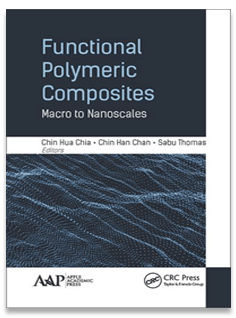 Functional
Polymeric
Composites
Macro to Nanoscales
Chin Hua Chia • Chin Han Chan • Sabu Thomas
Editors
AAP APPLE ACADEMIC PRESS
CRC Press
Taylor & Francis Group